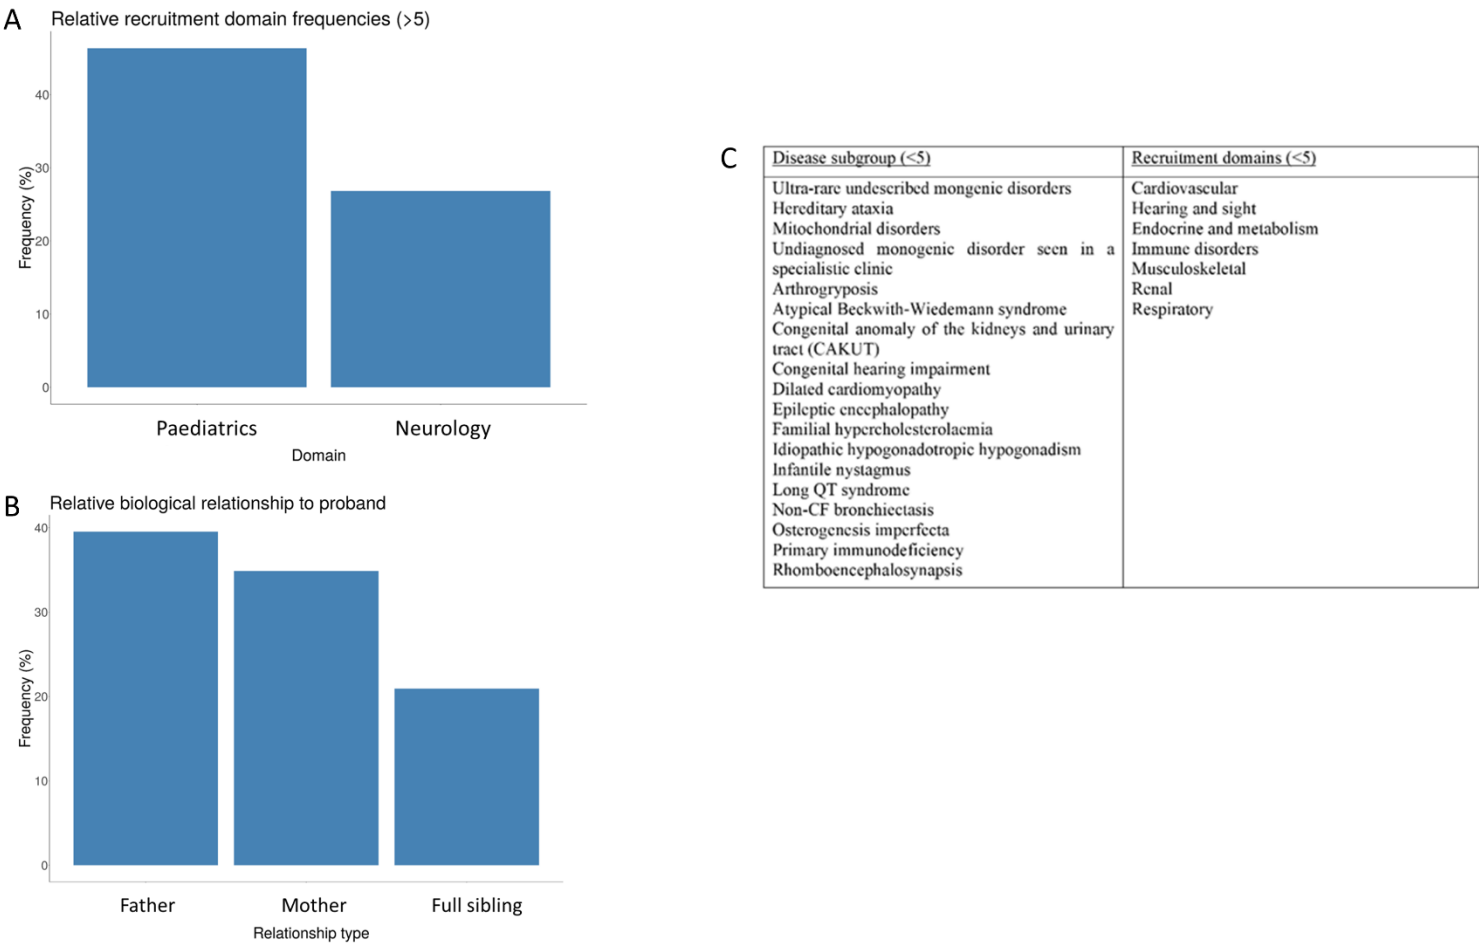 A
Relative recruitment domain frequencies (>5)
Frequency (%)
40
30
20
10
0
Paediatrics
Neurology
Domain
B
Relative biological relationship to proband
Frequency (%)
40
30
20
10
0
Father
Mother
Full sibling
Relationship type
C
Disease subgroup (<5)
Ultra-rare undescribed mongenic disorders
Hereditary ataxia
Mitochondrial disorders
Undiagnosed monogenic disorder seen in a
specialistic clinic
Arthrogryposis
Atypical Beckwith-Wiedemann syndrome
Congenital anomaly of the kidneys and urinary
tract (CAKUT)
Congenital hearing impairment
Dilated cardiomyopathy
Epileptic encephalopathy
Familial hypercholesterolaemia
Idiopathic hypogonadotropic hypogonadism
Infantile nystagmus
Long QT syndrome
Non-CF bronchiectasis
Osterogenesis imperfecta
Primary immunodeficiency
Rhomboencephalosynapsis
Recruitment domains (<5)
Cardiovascular
Hearing and sight
Endocrine and metabolism
Immune disorders
Musculoskeletal
Renal
Respiratory